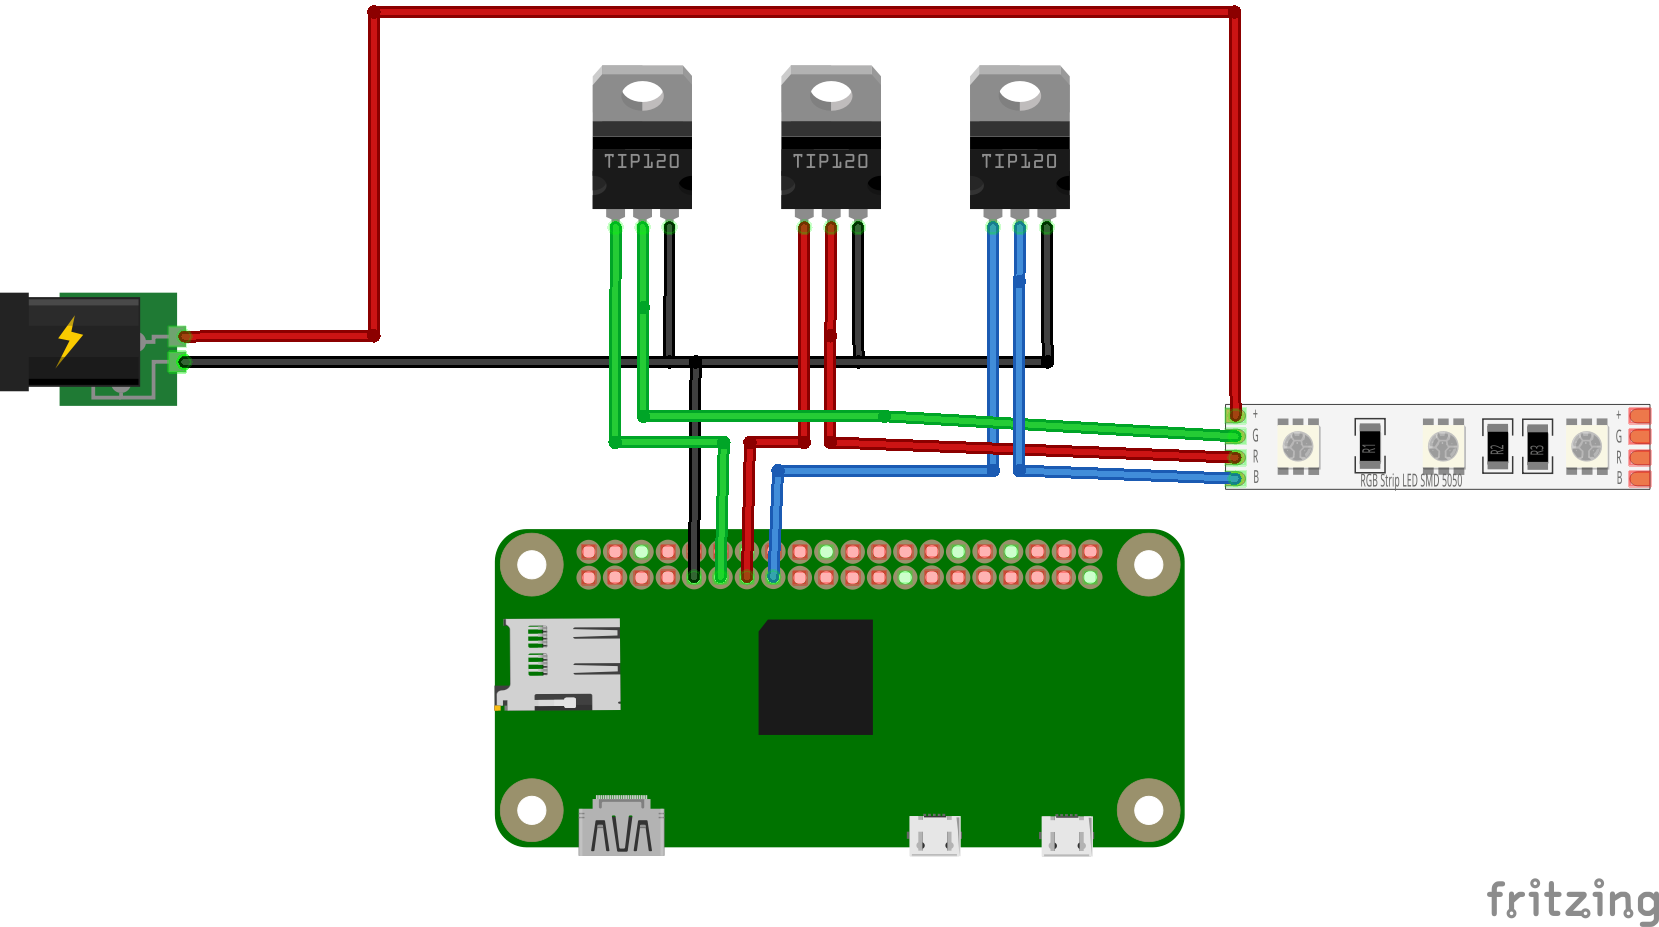 TIP120
TIP120
TIP120
+
G
R
B
R1
R2
R3
RGB Strip LED SMD 5050
+
G
R
B
fritzing